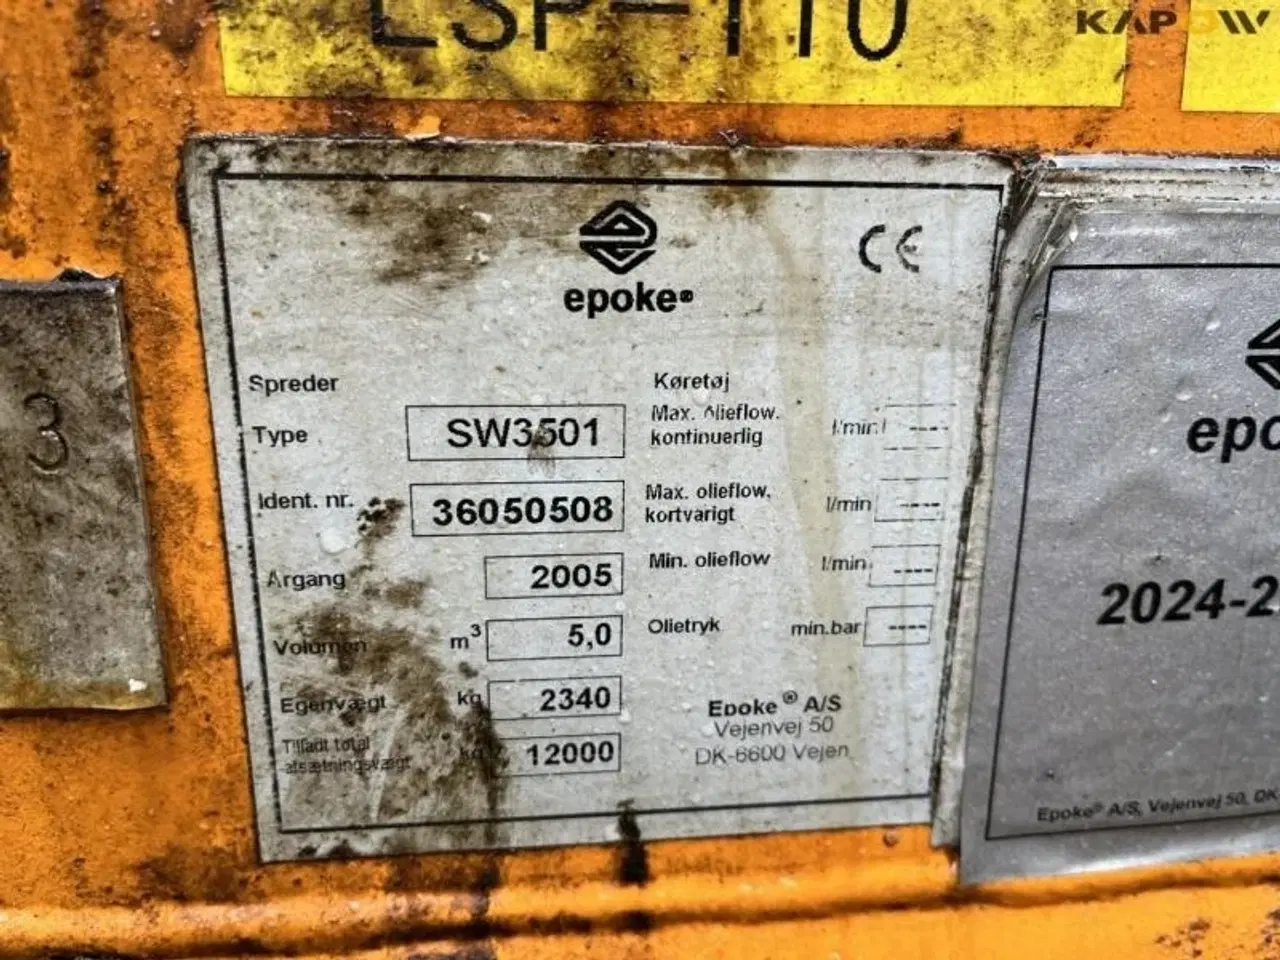 ESP-110
KAPOW
epoke®
CE
Spreder
Type SW3501
Ident. nr. 36050508
Årgang 2005
Volumen m³ 5,0
Egenvægt kg 2340
Tilladt total
afsætningsvægt kg 12000
Køretøj
Max. olieflow.
kontinuerlig l/min ----
Max. olieflow.
kortvarigt l/min ----
Min. olieflow l/min. ----
Olietryk min.bar ----
Epoke® A/S
Vejenvej 50
DK-6600 Vejen
3
epo
2024-2
Epoke® A/S, Vejenvej 50, DK